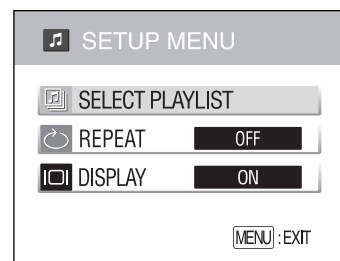 SETUP MENU
SELECT PLAYLIST
REPEAT OFF
DISPLAY ON
MENU : EXIT